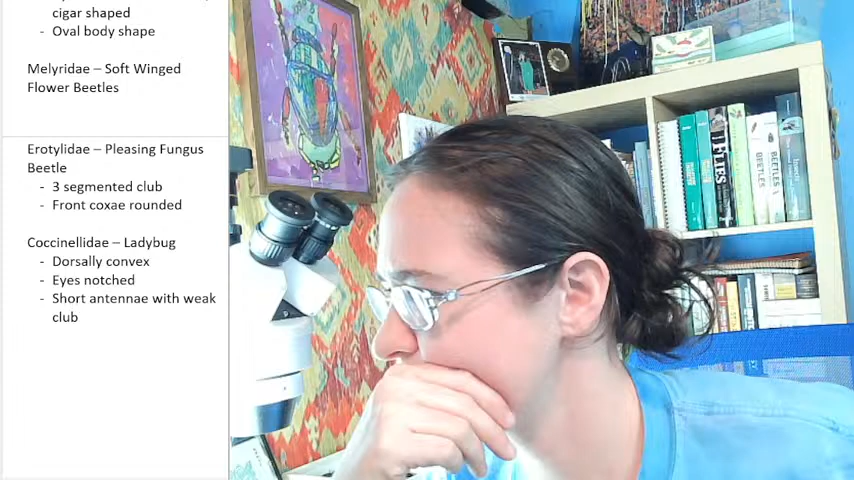 cigar shaped
- Oval body shape
Melyridae – Soft Winged
Flower Beetles
Erotylidae – Pleasing Fungus
Beetle
- 3 segmented club
- Front coxae rounded
Coccinellidae – Ladybug
- Dorsally convex
- Eyes notched
- Short antennae with weak
club
FLIES
BEETLES
BEETLES